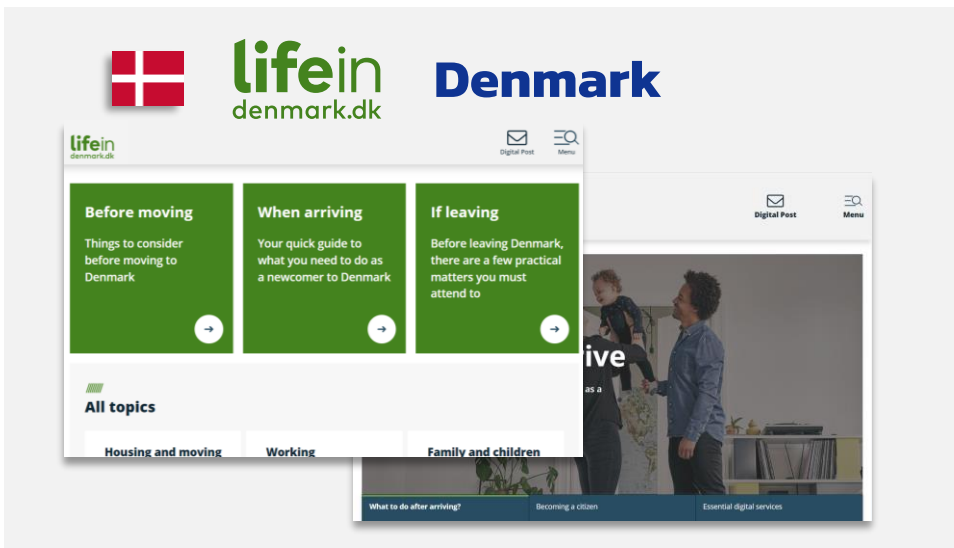 lifein
denmark.dk
Denmark
lifein
denmark.dk
Digital Post
Menu
Before moving
Things to consider
before moving to
Denmark
When arriving
Your quick guide to
what you need to do as
a newcomer to Denmark
If leaving
Before leaving Denmark,
there are a few practical
matters you must
attend to
All topics
Housing and moving
Working
Family and children
Digital Post
Menu
ive
as a
What to do after arriving?
Becoming a citizen
Essential digital services